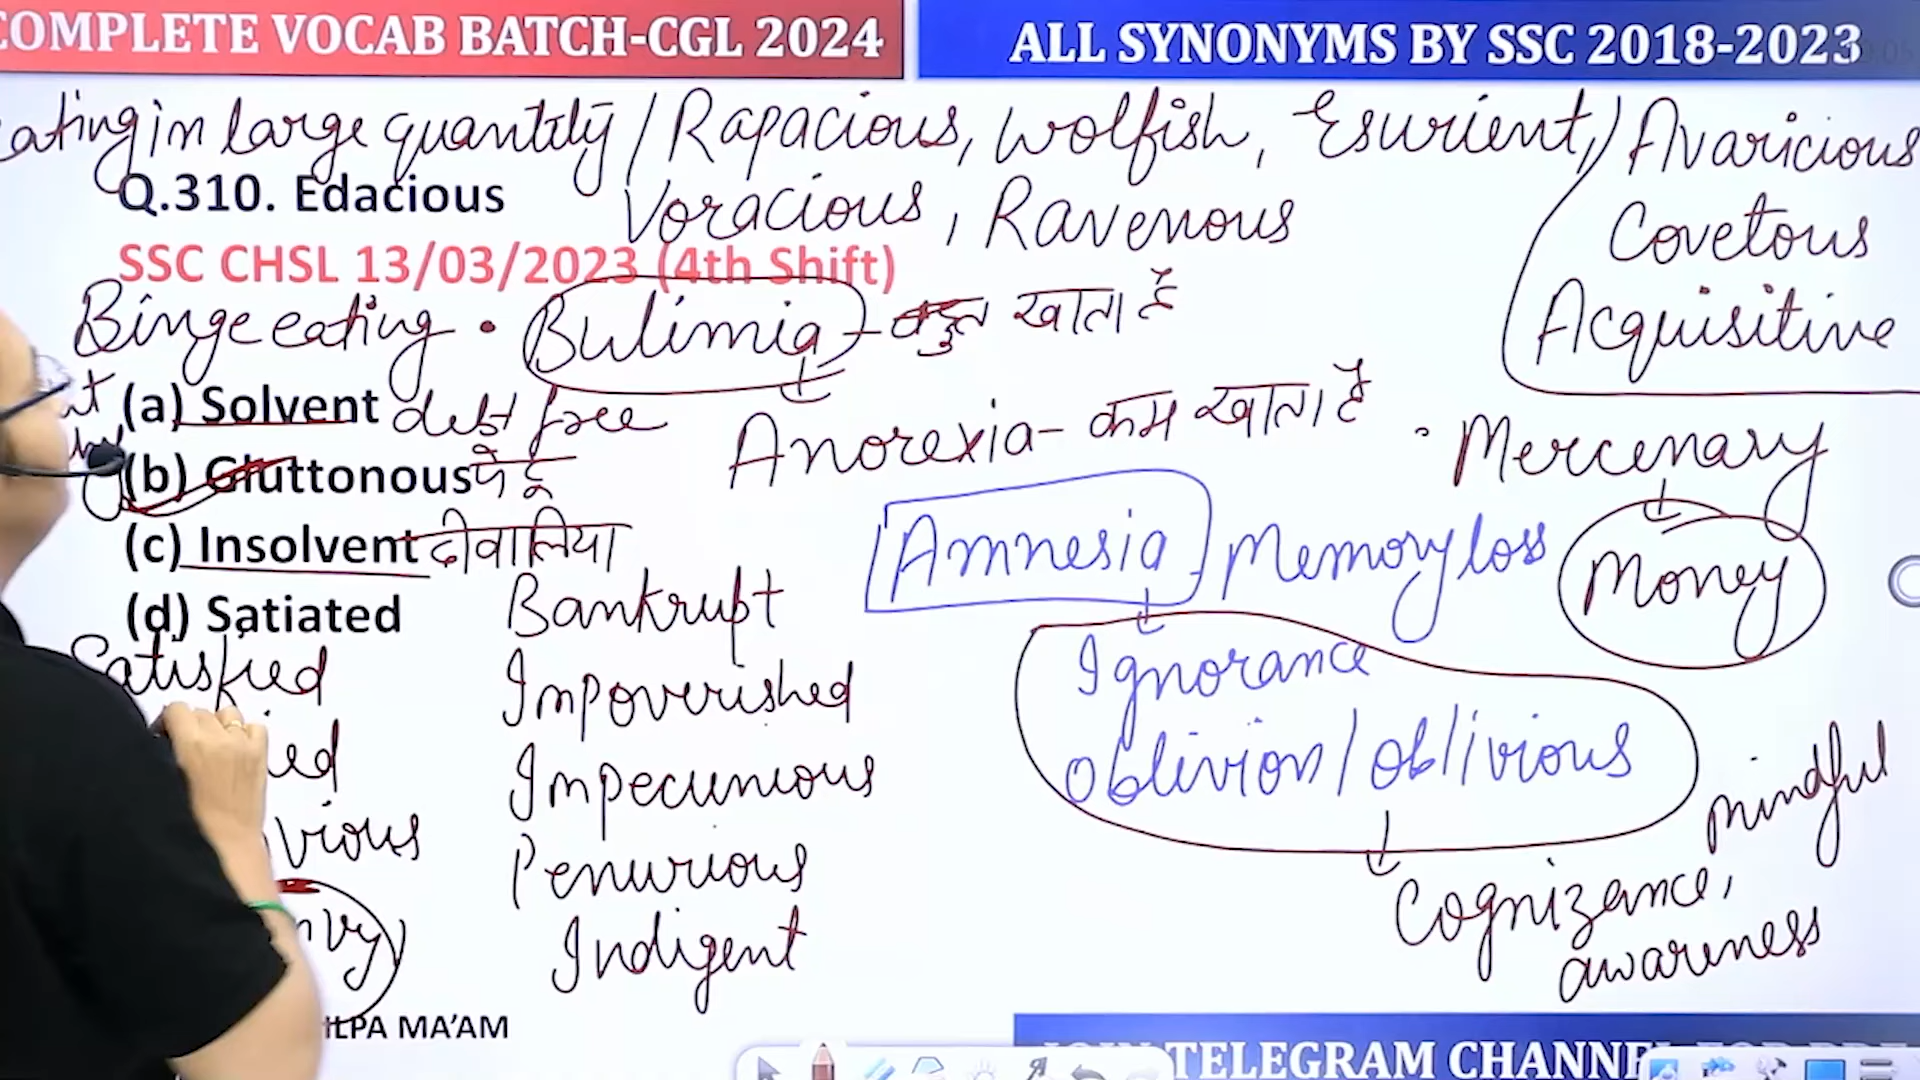 COMPLETE VOCAB BATCH-CGL 2024
ALL SYNONYMS BY SSC 2018-2023
eating in large quantity / Rapacious, Wolfish, Esurient, / Avaricious
Q.310. Edacious
Voracious, Ravenous
Covetous
SSC CHSL 13/03/2023 (4th Shift)
Acquisitive
Binge eating • Bulimia - बहुत खाता है
(a) Solvent debt free
Anorexia - कम खाता है
• Mercenary
(b) Gluttonous
Money
Amnesia - Memory loss
(c) Insolvent दीवालिया
Bankrupt
(d) Satiated
Satisfied
Impoverished
Ignorance
Oblivion / oblivious
Impecunious
Penurious
Indigent
mindful
Cognizance,
awareness
MA'AM
TELEGRAM